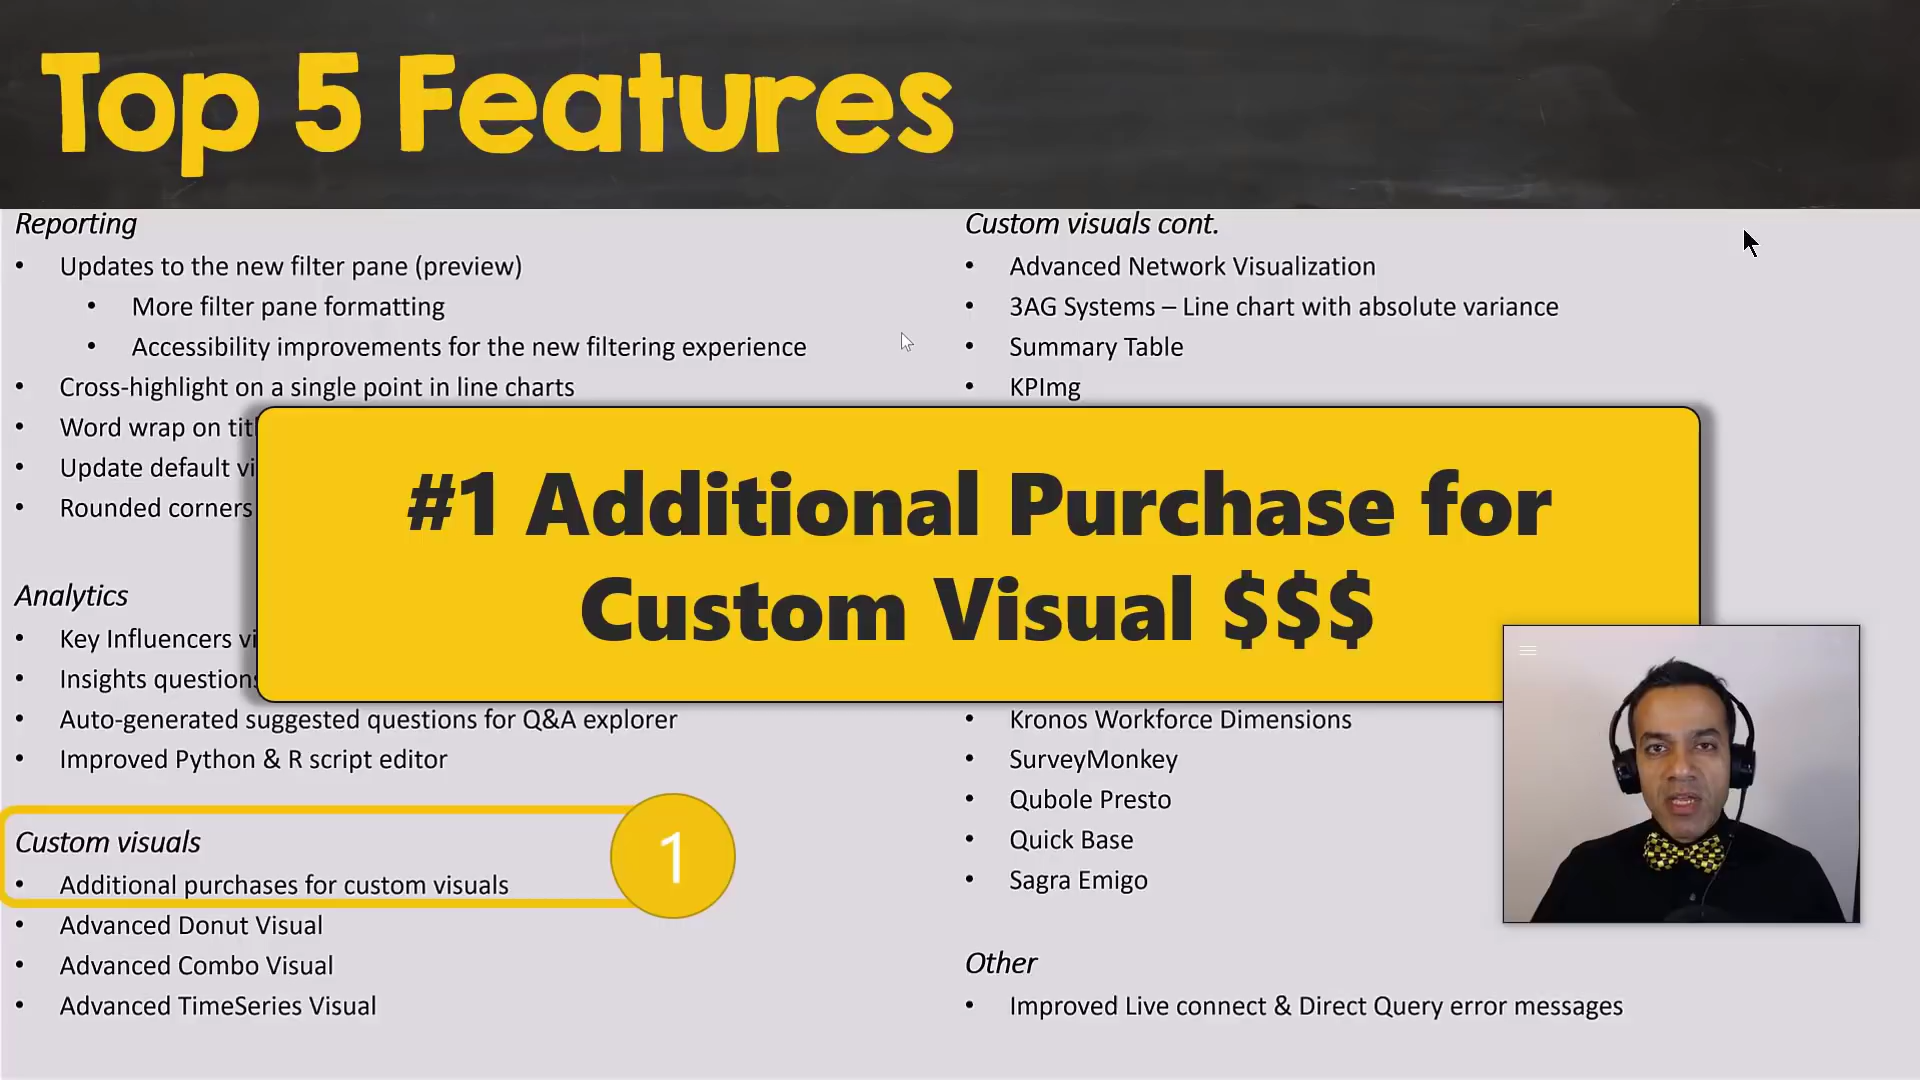 Top 5 Features
Reporting
• Updates to the new filter pane (preview)
• More filter pane formatting
• Accessibility improvements for the new filtering experience
• Cross-highlight on a single point in line charts
• Word wrap on
• Update default
• Rounded corners
Analytics
• Key Influencers
• Insights questions
• Auto-generated suggested questions for Q&A explorer
• Improved Python & R script editor
Custom visuals
• Additional purchases for custom visuals
1
• Advanced Donut Visual
• Advanced Combo Visual
• Advanced TimeSeries Visual
Custom visuals cont.
• Advanced Network Visualization
• 3AG Systems – Line chart with absolute variance
• Summary Table
• KPImg
#1 Additional Purchase for
Custom Visual $$$
• Kronos Workforce Dimensions
• SurveyMonkey
• Qubole Presto
• Quick Base
• Sagra Emigo
Other
• Improved Live connect & Direct Query error messages